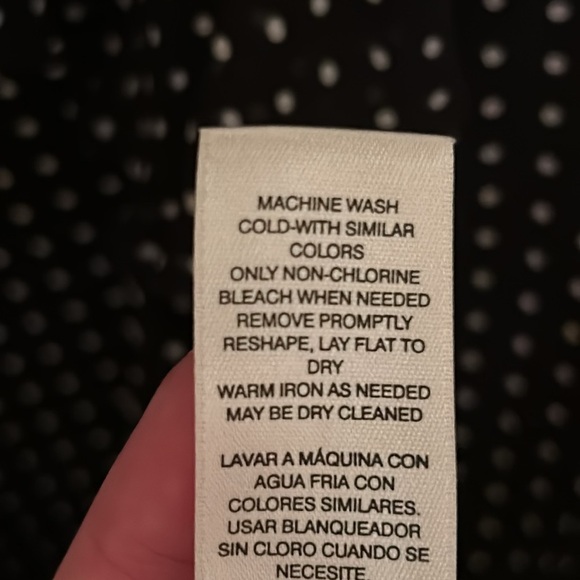 MACHINE WASH
COLD-WITH SIMILAR
COLORS
ONLY NON-CHLORINE
BLEACH WHEN NEEDED
REMOVE PROMPTLY
RESHAPE, LAY FLAT TO
DRY
WARM IRON AS NEEDED
MAY BE DRY CLEANED
LAVAR A MÁQUINA CON
AGUA FRIA CON
COLORES SIMILARES.
USAR BLANQUEADOR
SIN CLORO CUANDO SE
NECESITE